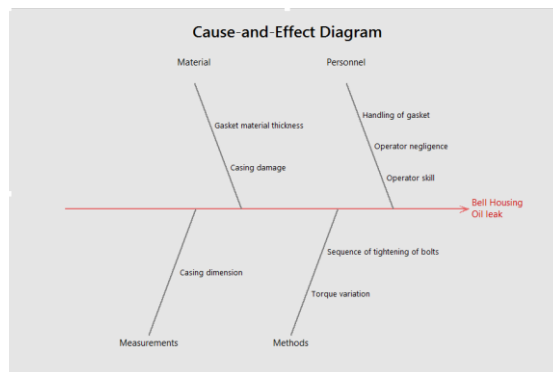 Cause-and-Effect Diagram
Material
Personnel
Gasket material thickness
Casing damage
Handling of gasket
Operator negligence
Operator skill
Bell Housing
Oil leak
Casing dimension
Sequence of tightening of bolts
Torque variation
Measurements
Methods